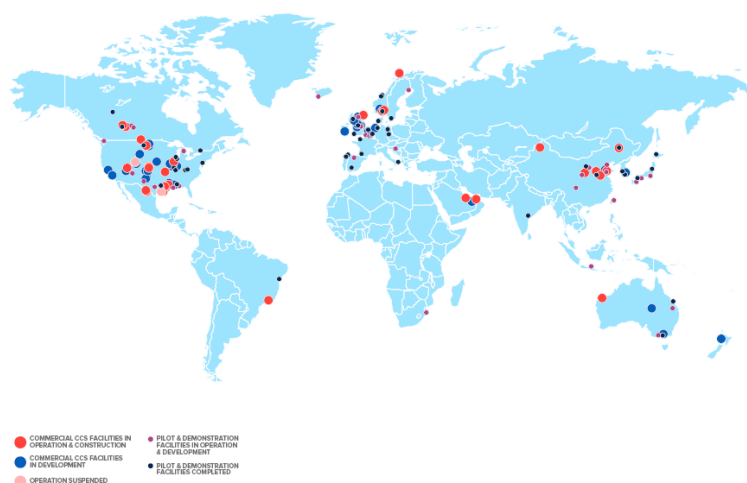 COMMERCIAL CCS FACILITIES IN
OPERATION & CONSTRUCTION
COMMERCIAL CCS FACILITIES
IN DEVELOPMENT
OPERATION SUSPENDED
PILOT & DEMONSTRATION
FACILITIES IN OPERATION
& DEVELOPMENT
PILOT & DEMONSTRATION
FACILITIES COMPLETED